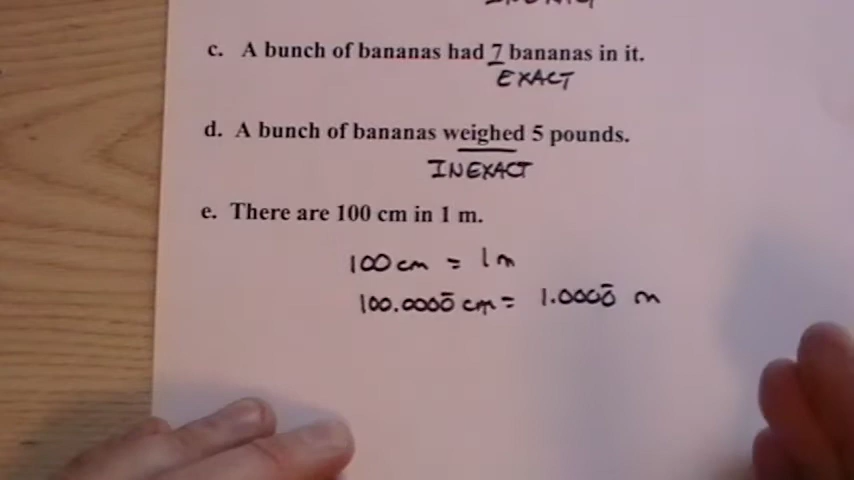 c. A bunch of bananas had 7 bananas in it.
EXACT
d. A bunch of bananas weighed 5 pounds.
INEXACT
e. There are 100 cm in 1 m.
100 cm = 1 m
100.0000̅ cm = 1.0000̅ m